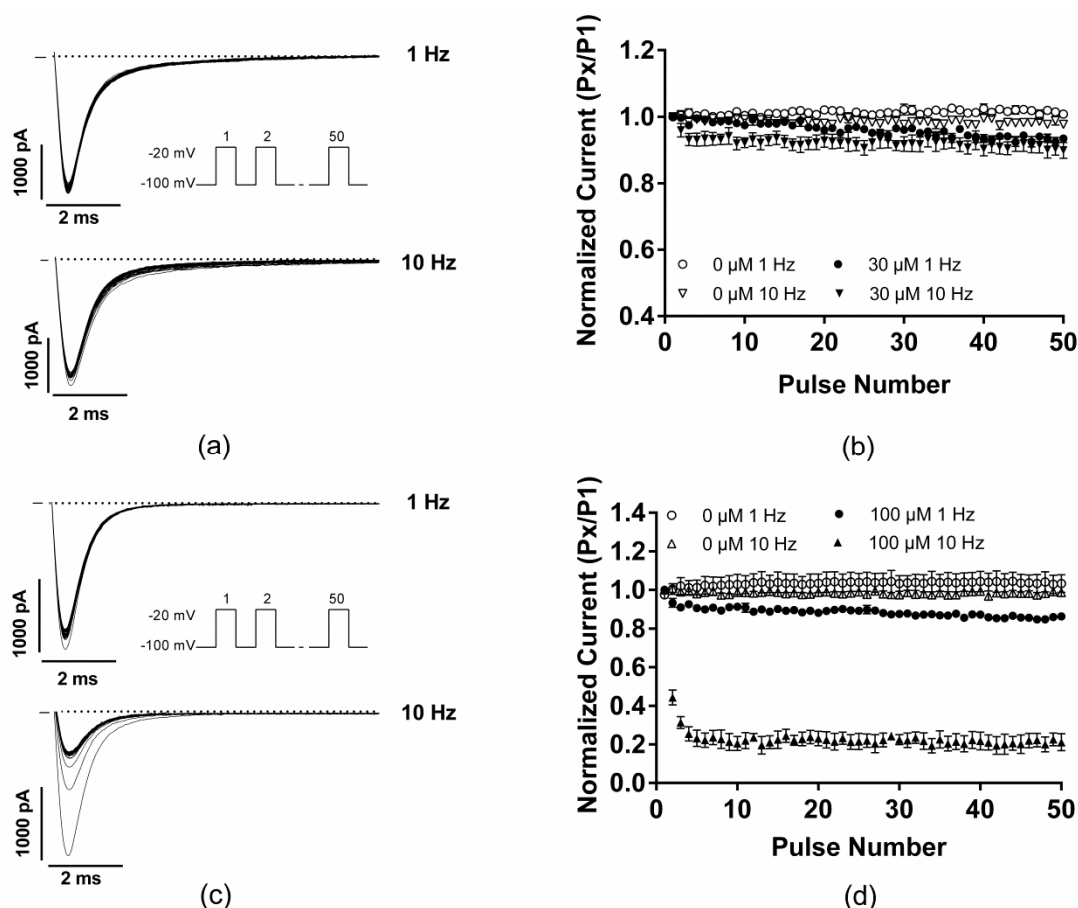 1 Hz
1000 pA
2 ms
1 2 50
-20 mV
-100 mV
10 Hz
1000 pA
2 ms
(a)
Normalized Current (Px/P1)
1.2
1.0
0.8
0.6
0.4
0 μM 1 Hz 30 μM 1 Hz
0 μM 10 Hz 30 μM 10 Hz
0 10 20 30 40 50
Pulse Number
(b)
1 Hz
1000 pA
2 ms
1 2 50
-20 mV
-100 mV
10 Hz
1000 pA
2 ms
(c)
Normalized Current (Px/P1)
1.4
1.2
1.0
0.8
0.6
0.4
0.2
0.0
0 μM 1 Hz 100 μM 1 Hz
0 μM 10 Hz 100 μM 10 Hz
0 10 20 30 40 50
Pulse Number
(d)